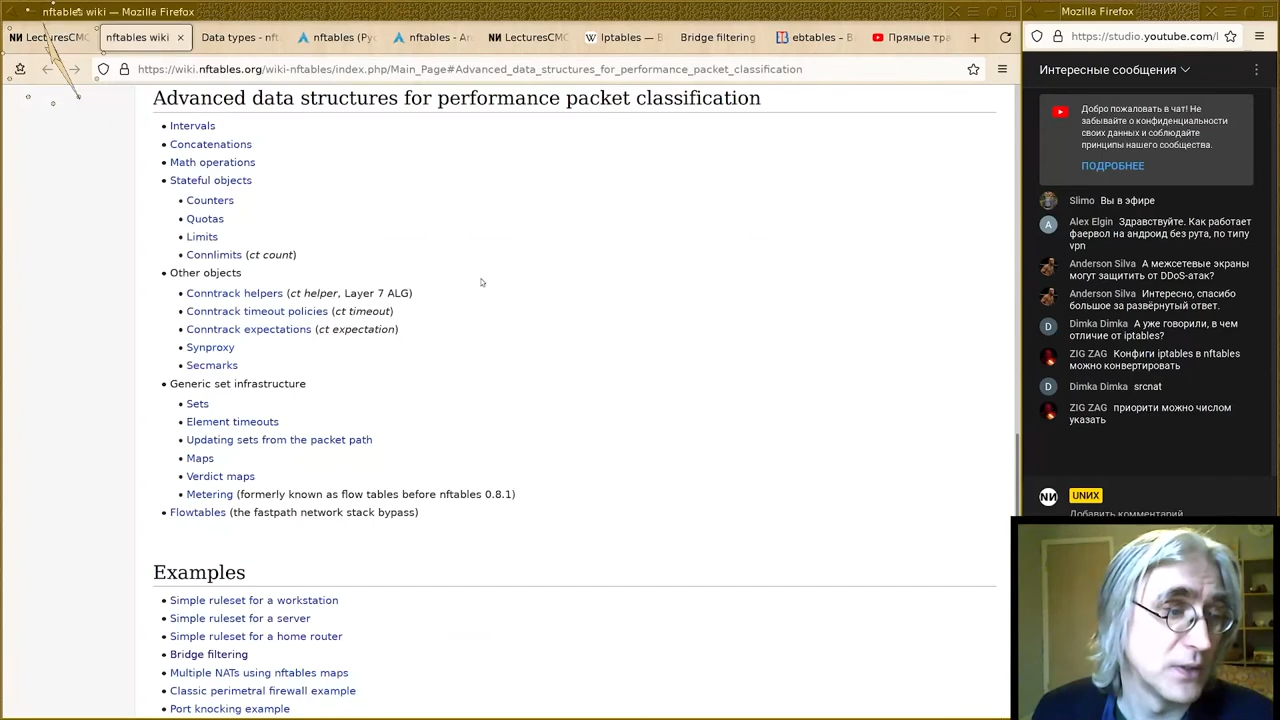 nftables wiki — Mozilla Firefox
Mozilla Firefox
LecturesCMC
nftables wiki
Data types - nft
nftables (Рус
nftables - Ar
LecturesCMC
Iptables — В
Bridge filtering
ebtables – В
Прямые тра
https://wiki.nftables.org/wiki-nftables/index.php/Main_Page#Advanced_data_structures_for_performance_packet_classification
https://studio.youtube.com/l
Advanced data structures for performance packet classification
Intervals
Concatenations
Math operations
Stateful objects
Counters
Quotas
Limits
Connlimits (ct count)
Other objects
Conntrack helpers (ct helper, Layer 7 ALG)
Conntrack timeout policies (ct timeout)
Conntrack expectations (ct expectation)
Synproxy
Secmarks
Generic set infrastructure
Sets
Element timeouts
Updating sets from the packet path
Maps
Verdict maps
Metering (formerly known as flow tables before nftables 0.8.1)
Flowtables (the fastpath network stack bypass)
Examples
Simple ruleset for a workstation
Simple ruleset for a server
Simple ruleset for a home router
Bridge filtering
Multiple NATs using nftables maps
Classic perimetral firewall example
Port knocking example
Интересные сообщения
Добро пожаловать в чат! Не
забывайте о конфиденциальности
своих данных и соблюдайте
принципы нашего сообщества.
ПОДРОБНЕЕ
Slimo Вы в эфире
A
Alex Elgin Здравствуйте. Как работает
фаервол на андроид без рута, по типу
vpn
Anderson Silva А межсетевые экраны
могут защитить от DDoS-атак?
Anderson Silva Интересно, спасибо
большое за развёрнутый ответ.
D
Dimka Dimka А уже говорили, в чем
отличие от iptables?
ZIG ZAG Конфиги iptables в nftables
можно конвертировать
D
Dimka Dimka srcnat
ZIG ZAG приорити можно числом
указать
UNИX
Добавить комментарий